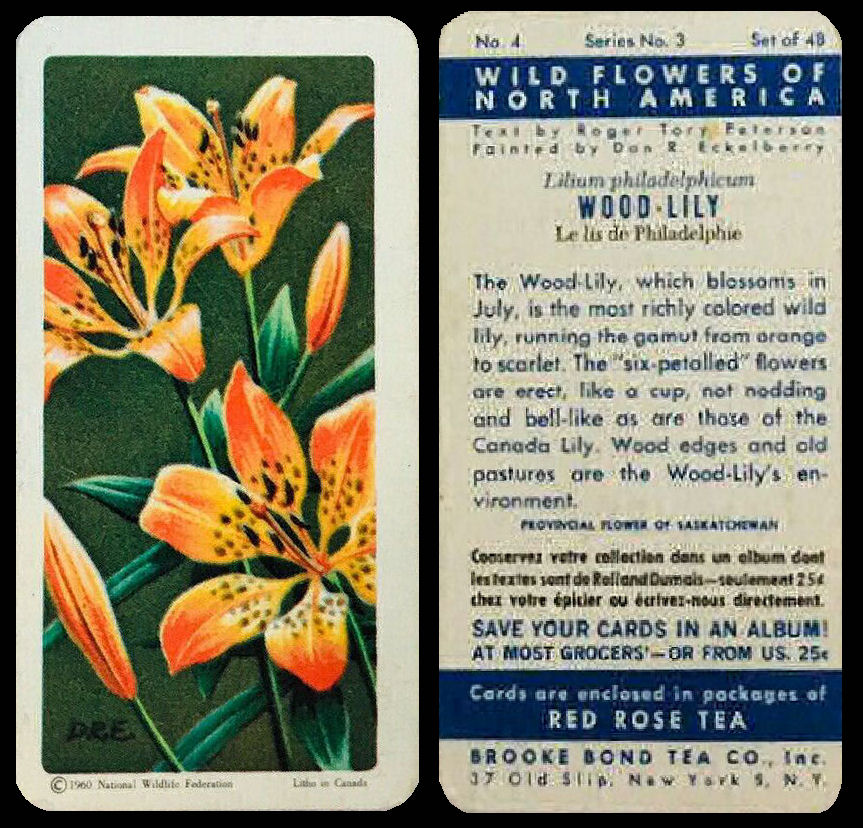 D.R.E.
© 1960 National Wildlife Federation Litho in Canada
No. 4 Series No. 3 Set of 48
WILD FLOWERS OF
NORTH AMERICA
Text by Roger Tory Peterson
Painted by Don R. Eckelberry
Lilium philadelphicum
WOOD-LILY
Le lis de Philadelphie
The Wood-Lily, which blossoms in
July, is the most richly colored wild
lily, running the gamut from orange
to scarlet. The "six-petalled" flowers
are erect, like a cup, not nodding
and bell-like as are those of the
Canada Lily. Wood edges and old
pastures are the Wood-Lily's en-
vironment.
PROVINCIAL FLOWER OF SASKATCHEWAN
Conservez votre collection dans un album dont
les textes sont de Rolland Dumais—seulement 25¢
chez votre épicier ou écrivez-nous directement.
SAVE YOUR CARDS IN AN ALBUM!
AT MOST GROCERS'—OR FROM US. 25¢
Cards are enclosed in packages of
RED ROSE TEA
BROOKE BOND TEA CO., Inc.
37 Old Slip, New York 5, N. Y.